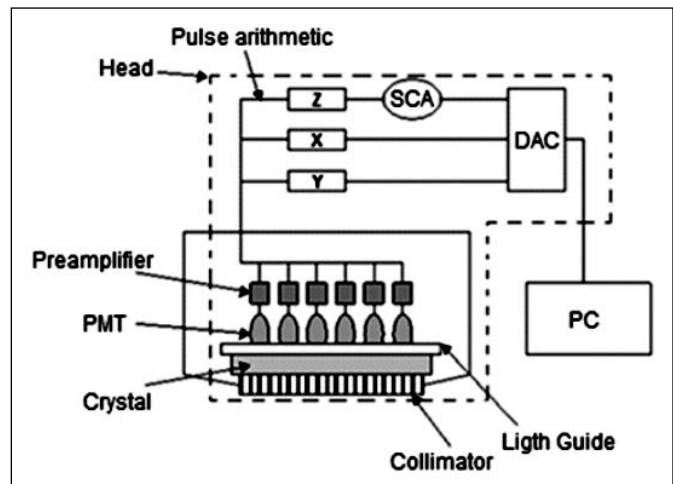 Pulse arithmetic
Head
Z
SCA
X
DAC
Y
Preamplifier
PMT
PC
Crystal
Ligth Guide
Collimator